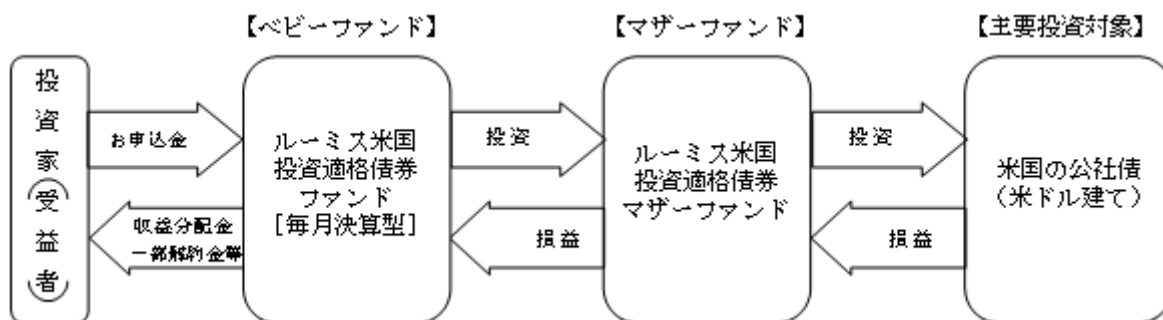 【ベビーファンド】
【マザーファンド】
【主要投資対象】
投資家(受益者)
お申込金
収益分配金
一部解約金等
ルーミス米国
投資適格債券
ファンド
[毎月決算型]
投資
損益
ルーミス米国
投資適格債券
マザーファンド
投資
損益
米国の公社債
(米ドル建て)